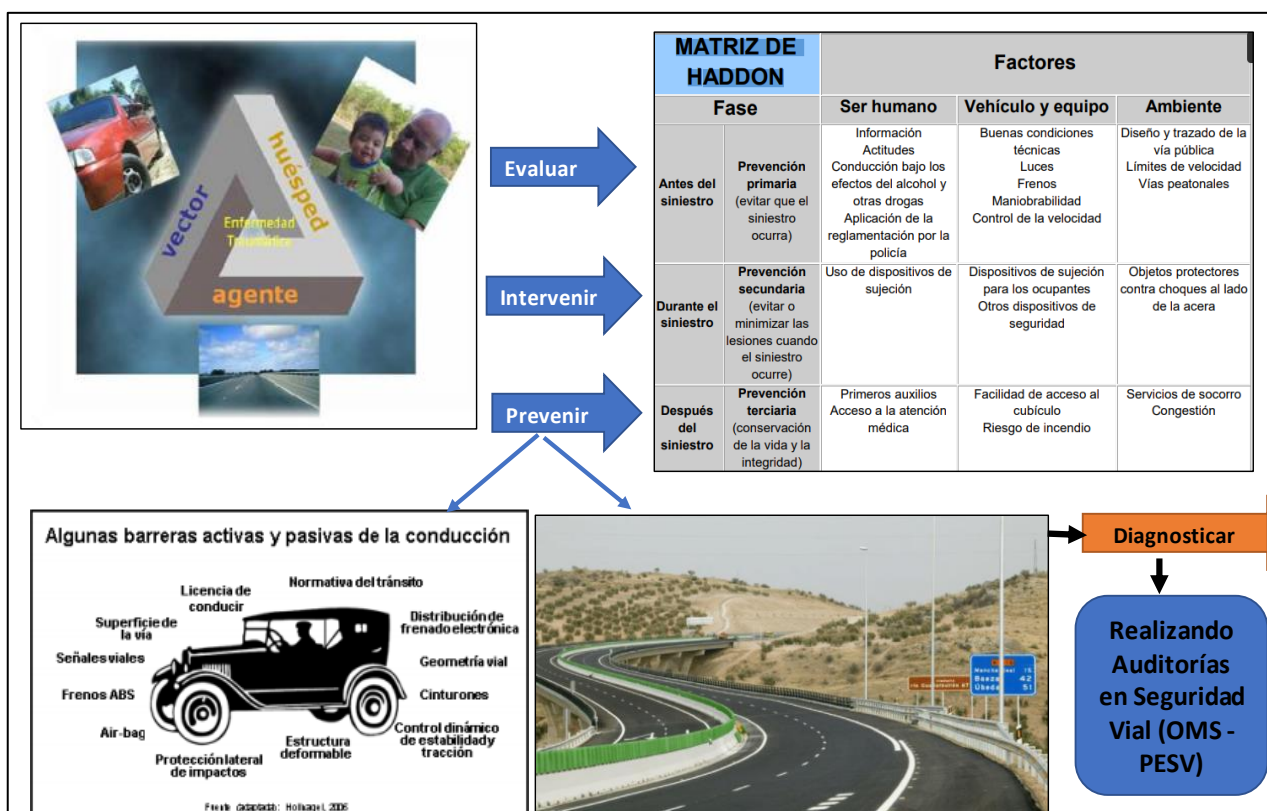 vector
huésped
Enfermedad
Traumática
agente
Evaluar
Intervenir
Prevenir
MATRIZ DE
HADDON
Factores
Fase
Ser humano
Vehículo y equipo
Ambiente
Antes del
siniestro
Prevención
primaria
(evitar que el
siniestro
ocurra)
Información
Actitudes
Conducción bajo los
efectos del alcohol y
otras drogas
Aplicación de la
reglamentación por la
policía
Buenas condiciones
técnicas
Luces
Frenos
Maniobrabilidad
Control de la velocidad
Diseño y trazado de la
vía pública
Límites de velocidad
Vías peatonales
Durante el
siniestro
Prevención
secundaria
(evitar o
minimizar las
lesiones cuando
el siniestro
ocurre)
Uso de dispositivos de
sujeción
Dispositivos de sujeción
para los ocupantes
Otros dispositivos de
seguridad
Objetos protectores
contra choques al lado
de la acera
Después
del
siniestro
Prevención
terciaria
(conservación
de la vida y la
integridad)
Primeros auxilios
Acceso a la atención
médica
Facilidad de acceso al
cubículo
Riesgo de incendio
Servicios de socorro
Congestión
Algunas barreras activas y pasivas de la conducción
Normativa del tránsito
Licencia de
conducir
Superficie de
la vía
Distribución de
frenado electrónica
Señales viales
Geometría vial
Frenos ABS
Cinturones
Air-bag
Control dinámico
de estabilidad y
tracción
Estructura
deformable
Protección lateral
de impactos
2006
Baeza 42
Úbeda 51
Diagnosticar
Realizando
Auditorías
en Seguridad
Vial (OMS -
PESV)